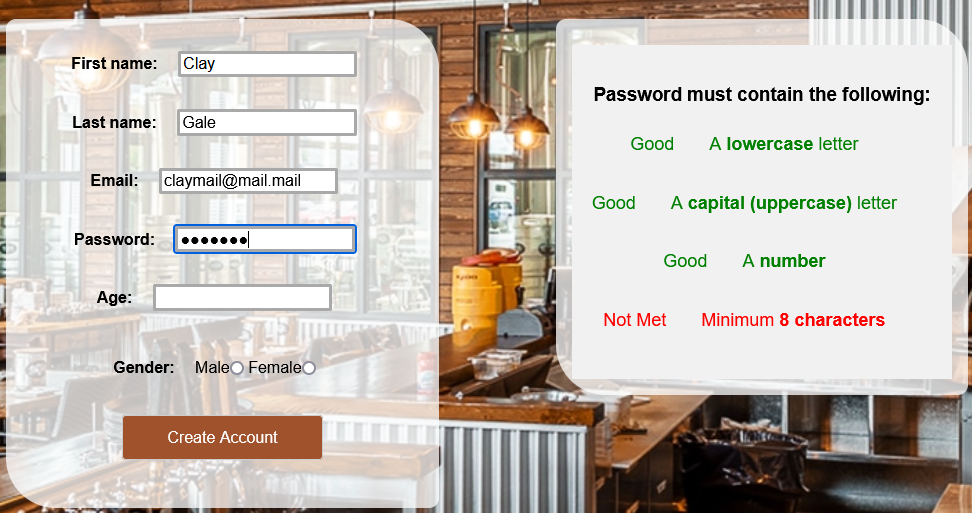 First name: Clay
Last name: Gale
Email: claymail@mail.mail
Password: •••••••
Age:
Gender: Male Female
Create Account
Password must contain the following:
Good A lowercase letter
Good A capital (uppercase) letter
Good A number
Not Met Minimum 8 characters